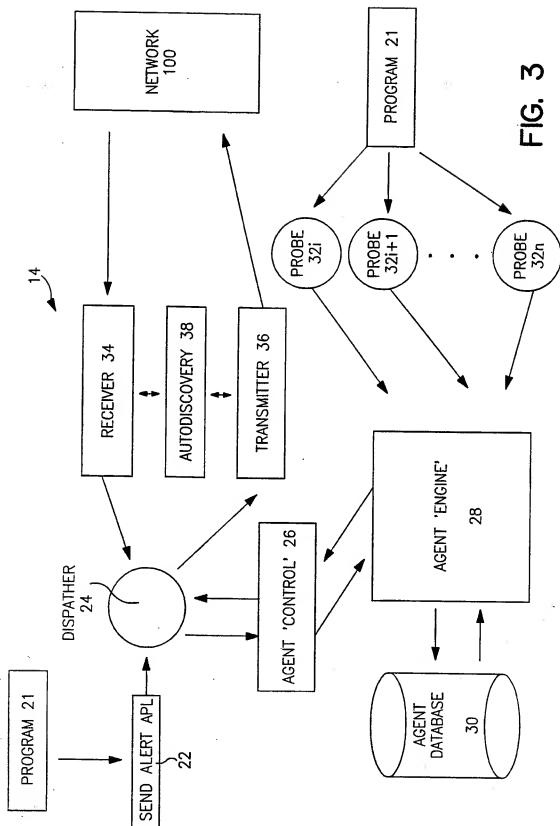 PROGRAM 21
SEND ALERT APL
22
DISPATHER
24
AGENT 'CONTROL' 26
14
RECEIVER 34
AUTODISCOVERY 38
TRANSMITTER 36
NETWORK
100
AGENT
DATABASE
30
AGENT 'ENGINE'
28
PROBE
32i
PROBE
32i+1
PROBE
32n
PROGRAM 21
FIG. 3